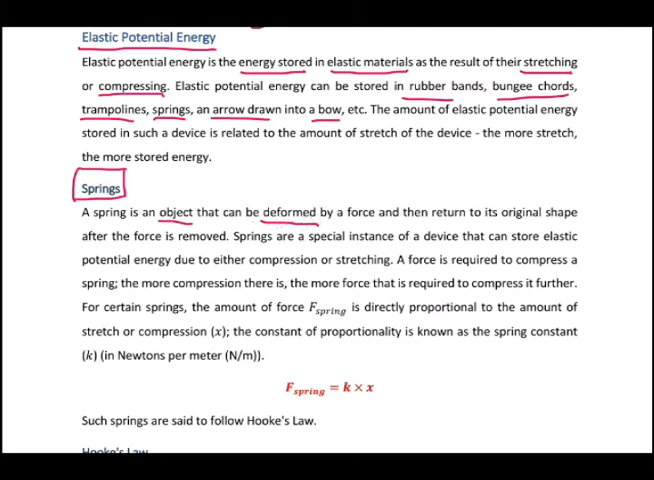 Elastic Potential Energy
Elastic potential energy is the energy stored in elastic materials as the result of their stretching
or compressing. Elastic potential energy can be stored in rubber bands, bungee chords,
trampolines, springs, an arrow drawn into a bow, etc. The amount of elastic potential energy
stored in such a device is related to the amount of stretch of the device - the more stretch,
the more stored energy.
Springs
A spring is an object that can be deformed by a force and then return to its original shape
after the force is removed. Springs are a special instance of a device that can store elastic
potential energy due to either compression or stretching. A force is required to compress a
spring; the more compression there is, the more force that is required to compress it further.
For certain springs, the amount of force F_spring is directly proportional to the amount of
stretch or compression (x); the constant of proportionality is known as the spring constant
(k) (in Newtons per meter (N/m)).
F_spring = k × x
Such springs are said to follow Hooke's Law.
Hooke's Law